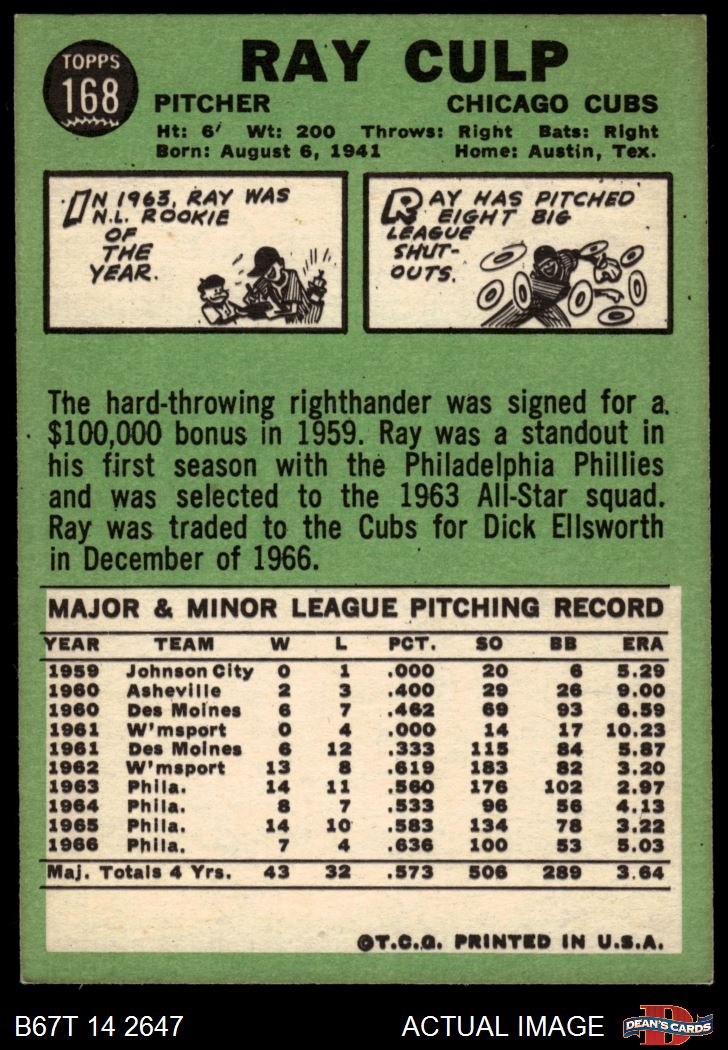 TOPPS
168
RAY CULP
PITCHER CHICAGO CUBS
Ht: 6' Wt: 200 Throws: Right Bats: Right
Born: August 6, 1941 Home: Austin, Tex.
IN 1963, RAY WAS
N.L. ROOKIE
OF
THE
YEAR.
RAY HAS PITCHED
EIGHT BIG
LEAGUE
SHUT-
OUTS.
The hard-throwing righthander was signed for a
$100,000 bonus in 1959. Ray was a standout in
his first season with the Philadelphia Phillies
and was selected to the 1963 All-Star squad.
Ray was traded to the Cubs for Dick Ellsworth
in December of 1966.
MAJOR & MINOR LEAGUE PITCHING RECORD
YEAR TEAM W L PCT. SO BB ERA
1959 Johnson City 0 1 .000 20 6 5.29
1960 Asheville 2 3 .400 29 26 9.00
1960 Des Moines 6 7 .462 69 93 6.59
1961 W'msport 0 4 .000 14 17 10.23
1961 Des Moines 6 12 .333 115 84 5.87
1962 W'msport 13 8 .619 183 82 3.20
1963 Phila. 14 11 .560 176 102 2.97
1964 Phila. 8 7 .533 96 56 4.13
1965 Phila. 14 10 .583 134 78 3.22
1966 Phila. 7 4 .636 100 53 5.03
Maj. Totals 4 Yrs. 43 32 .573 506 289 3.64
©T.C.G. PRINTED IN U.S.A.
B67T 14 2647 ACTUAL IMAGE
DEAN'S CARDS